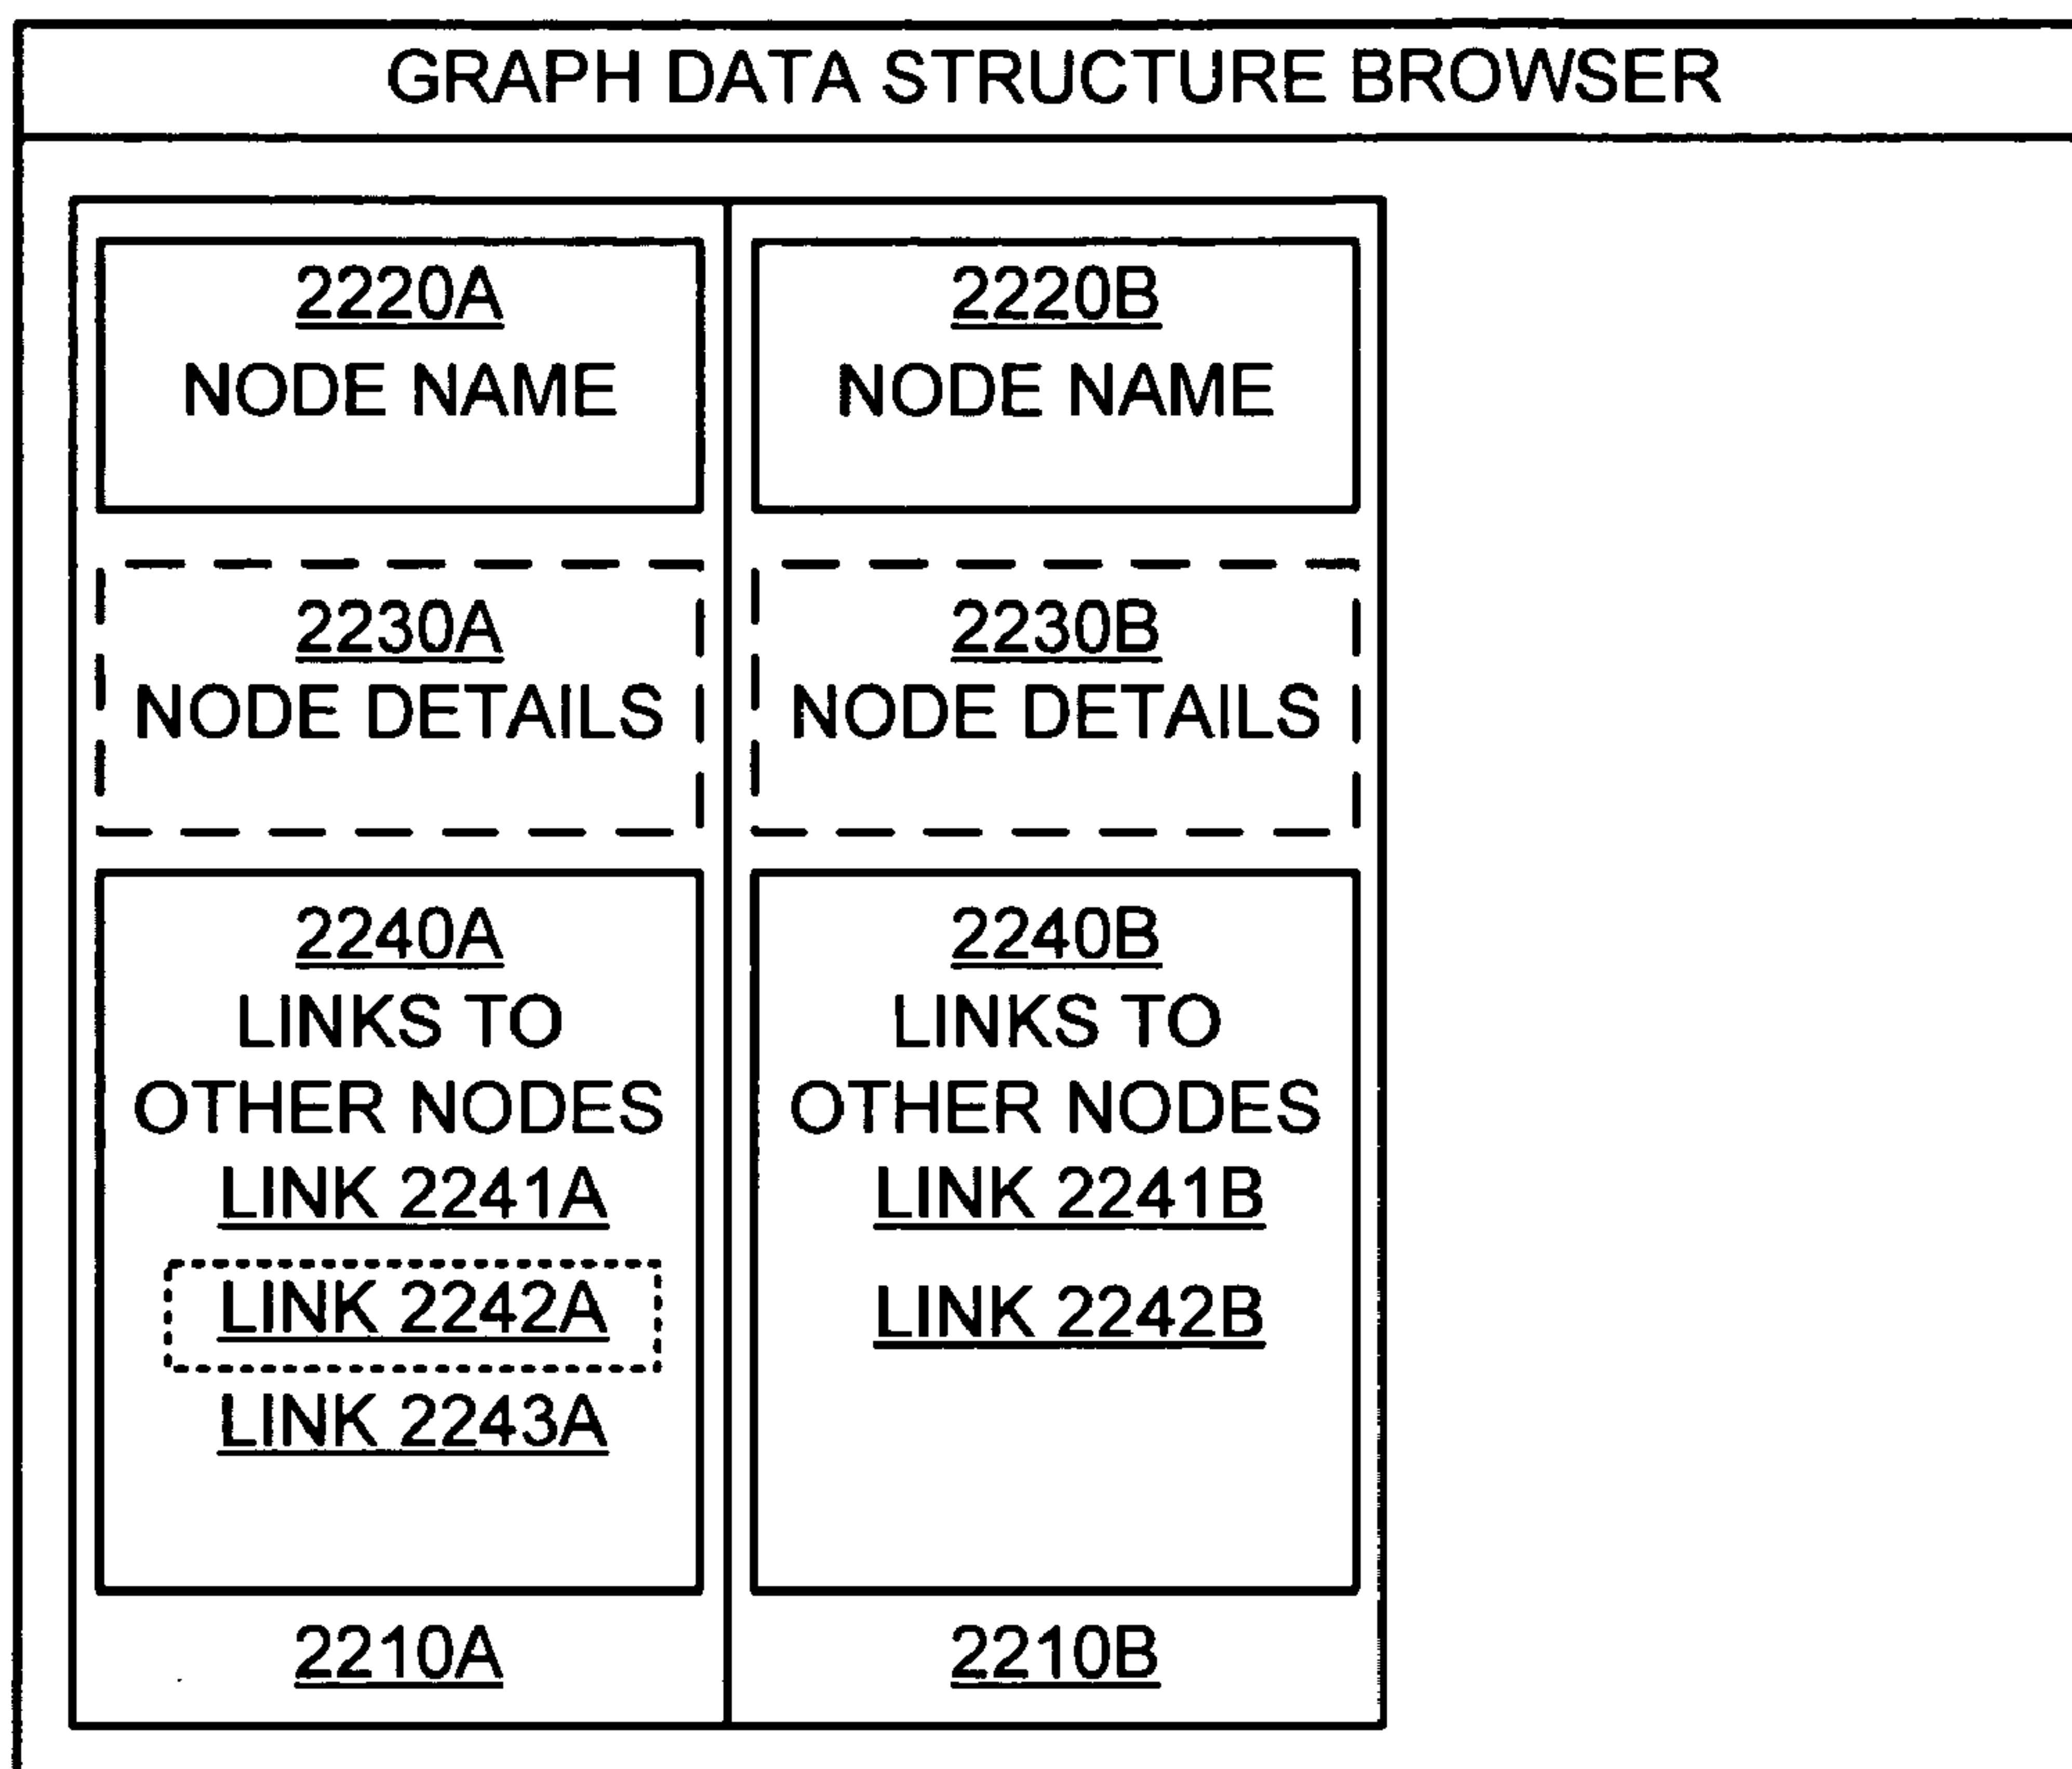 GRAPH DATA STRUCTURE BROWSER
2220A
NODE NAME
2230A
NODE DETAILS
2240A
LINKS TO
OTHER NODES
LINK 2241A
LINK 2242A
LINK 2243A
2210A
2220B
NODE NAME
2230B
NODE DETAILS
2240B
LINKS TO
OTHER NODES
LINK 2241B
LINK 2242B
2210B